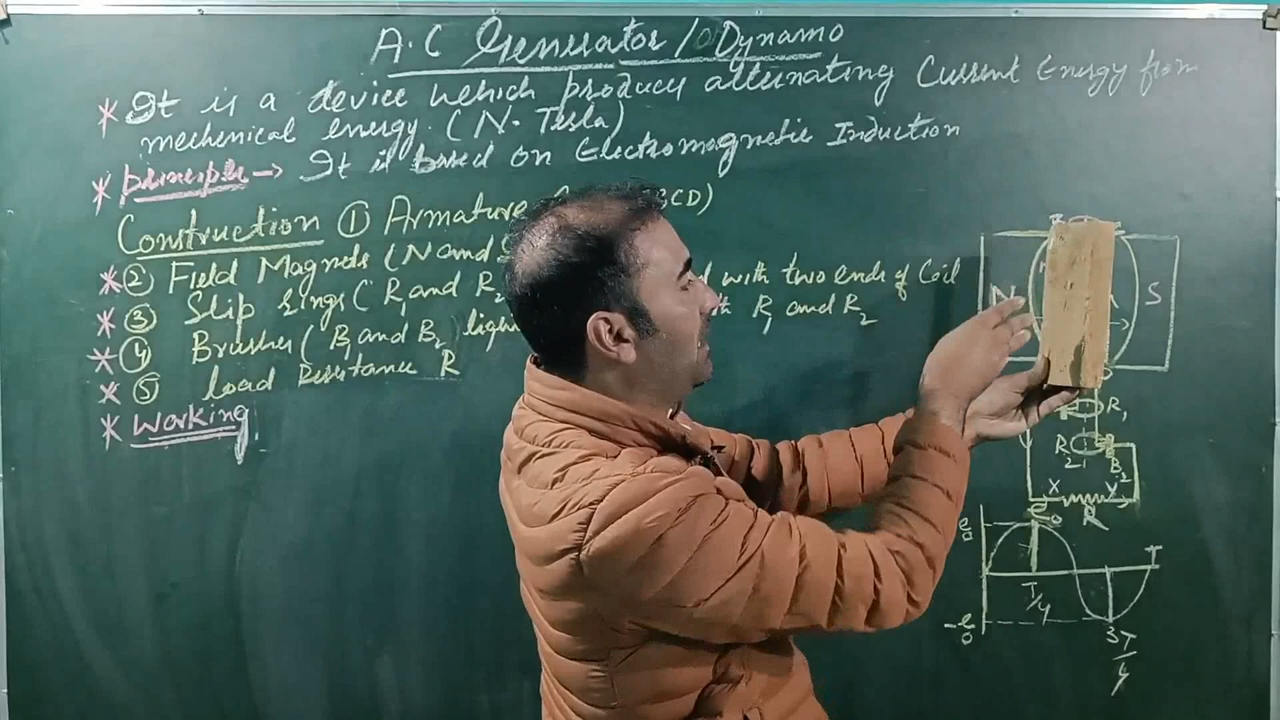 A.C Generator / Dynamo
* It is a device which produces alternating Current Energy from
mechenical energy. (N. Tesla)
* principle → It is based on Electromagnetic Induction
Construction ① Armature BCD)
* ② Field Magnets (N and
* ③ Slip rings ( R1 and R2 with two ends of Coil
* ④ Brushes ( B1 and B2) R1 and R2
* ⑤ load Resistance R
* Working
B
N S
R1
R2 B2
X Y
R
e0 e0
T
T/4
-e0
3T/4